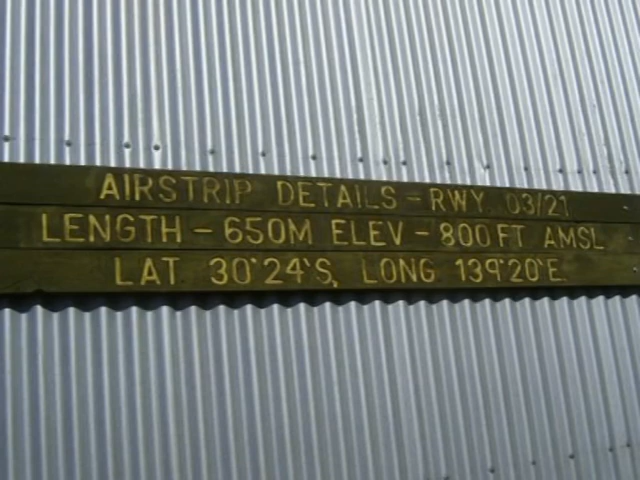 AIRSTRIP DETAILS - RWY. 03/21
LENGTH - 650M ELEV - 800 FT AMSL
LAT. 30°24'S, LONG 139°20'E.